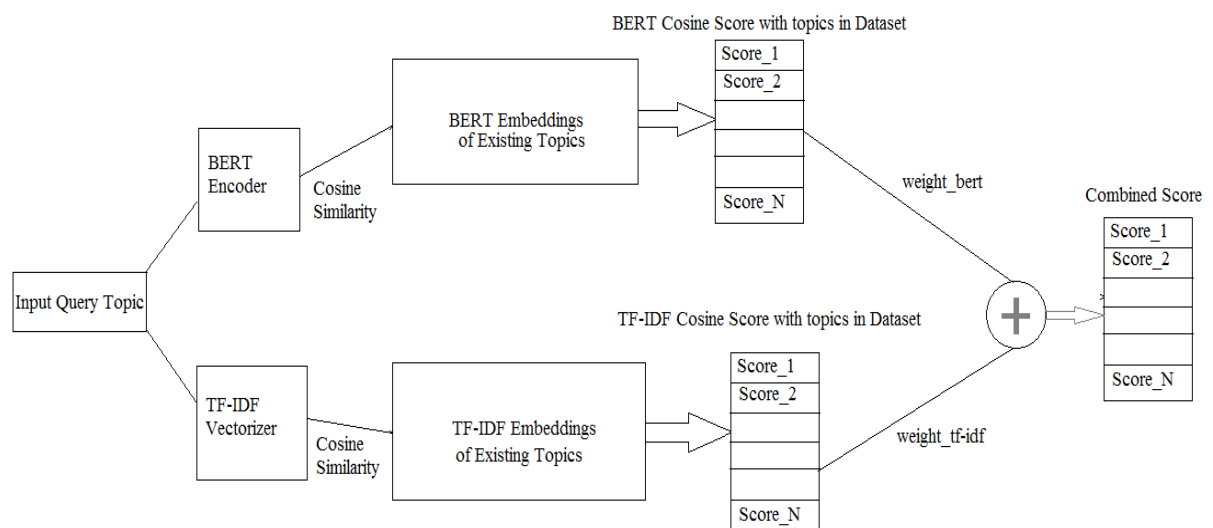 BERT Cosine Score with topics in Dataset
Score_1
Score_2
Score_N
BERT Embeddings
of Existing Topics
BERT
Encoder
Cosine
Similarity
weight_bert
Combined Score
Score_1
Score_2
Score_N
Input Query Topic
TF-IDF Cosine Score with topics in Dataset
Score_1
Score_2
Score_N
TF-IDF
Vectorizer
Cosine
Similarity
TF-IDF Embeddings
of Existing Topics
weight_tf-idf
+